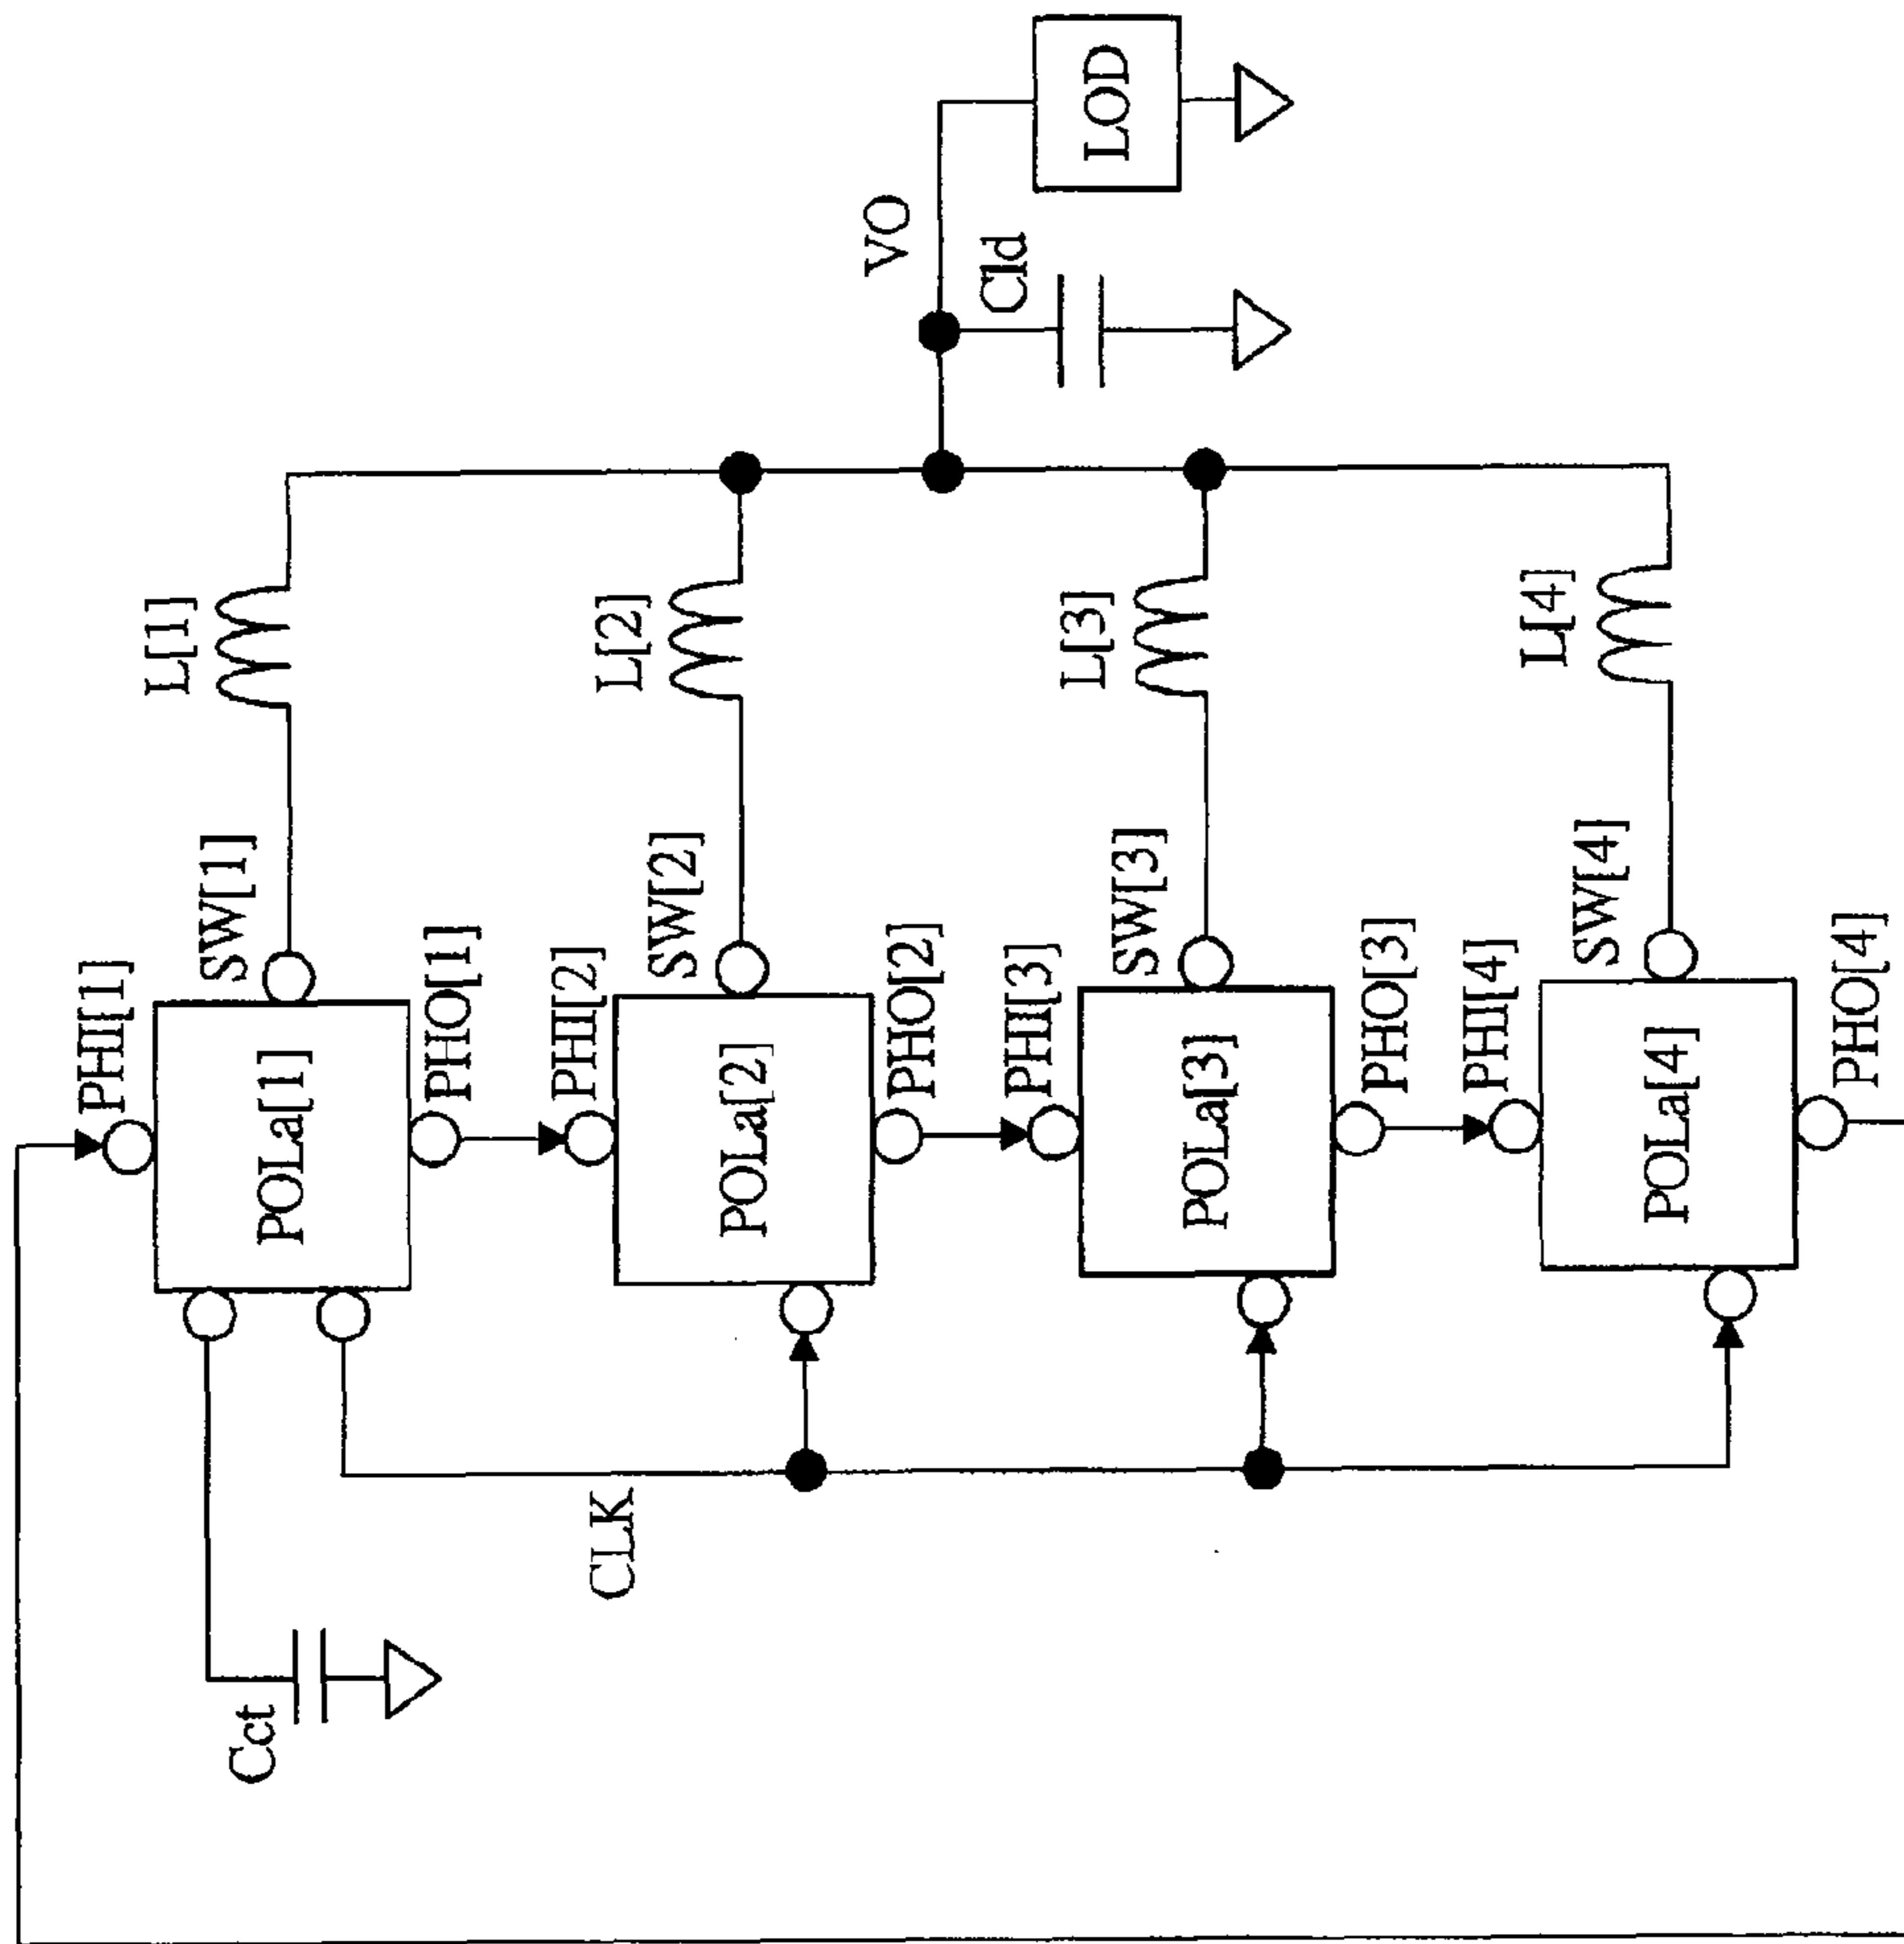 PHI[1]
SW[1]
L[1]
POLa[1]
PHO[1]
Cct
CLK
PHI[2]
SW[2]
L[2]
POLa[2]
PHO[2]
VO
Cld
LOD
PHI[3]
SW[3]
L[3]
POLa[3]
PHO[3]
PHI[4]
SW[4]
L[4]
POLa[4]
PHO[4]